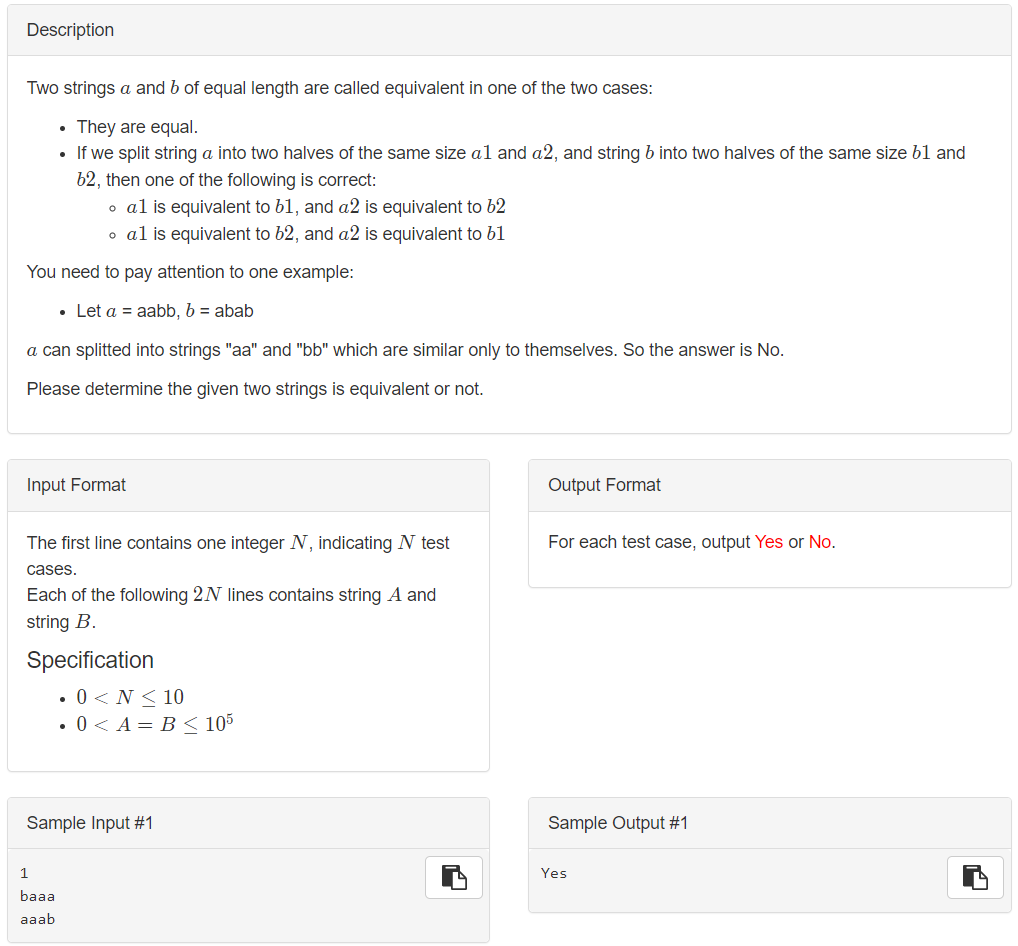 Description
Two strings a and b of equal length are called equivalent in one of the two cases:
• They are equal.
• If we split string a into two halves of the same size a1 and a2, and string b into two halves of the same size b1 and
b2, then one of the following is correct:
◦ a1 is equivalent to b1, and a2 is equivalent to b2
◦ a1 is equivalent to b2, and a2 is equivalent to b1
You need to pay attention to one example:
• Let a = aabb, b = abab
a can splitted into strings "aa" and "bb" which are similar only to themselves. So the answer is No.
Please determine the given two strings is equivalent or not.
Input Format
The first line contains one integer N, indicating N test
cases.
Each of the following 2N lines contains string A and
string B.
Specification
• 0 < N ≤ 10
• 0 < A = B ≤ 10⁵
Output Format
For each test case, output Yes or No.
Sample Input #1
1
baaa
aaab
Sample Output #1
Yes